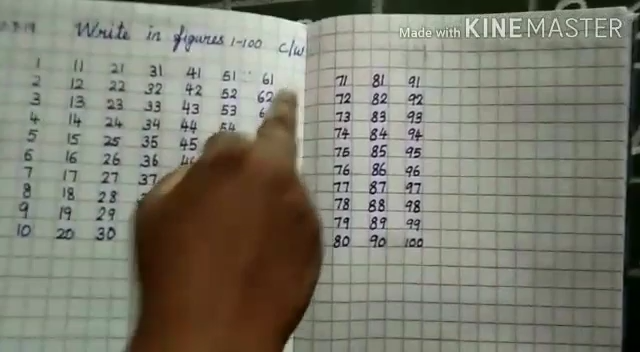 Made with KINEMASTER
Write in figures 1-100 C/W
1 11 21 31 41 51 61
2 12 22 32 42 52 62
3 13 23 33 43 53
4 14 24 34 44 54
5 15 25 35 45
6 16 26 36
7 17 27 37
8 18 28
9 19 29
10 20 30
71 81 91
72 82 92
73 83 93
74 84 94
75 85 95
76 86 96
77 87 97
78 88 98
79 89 99
80 90 100